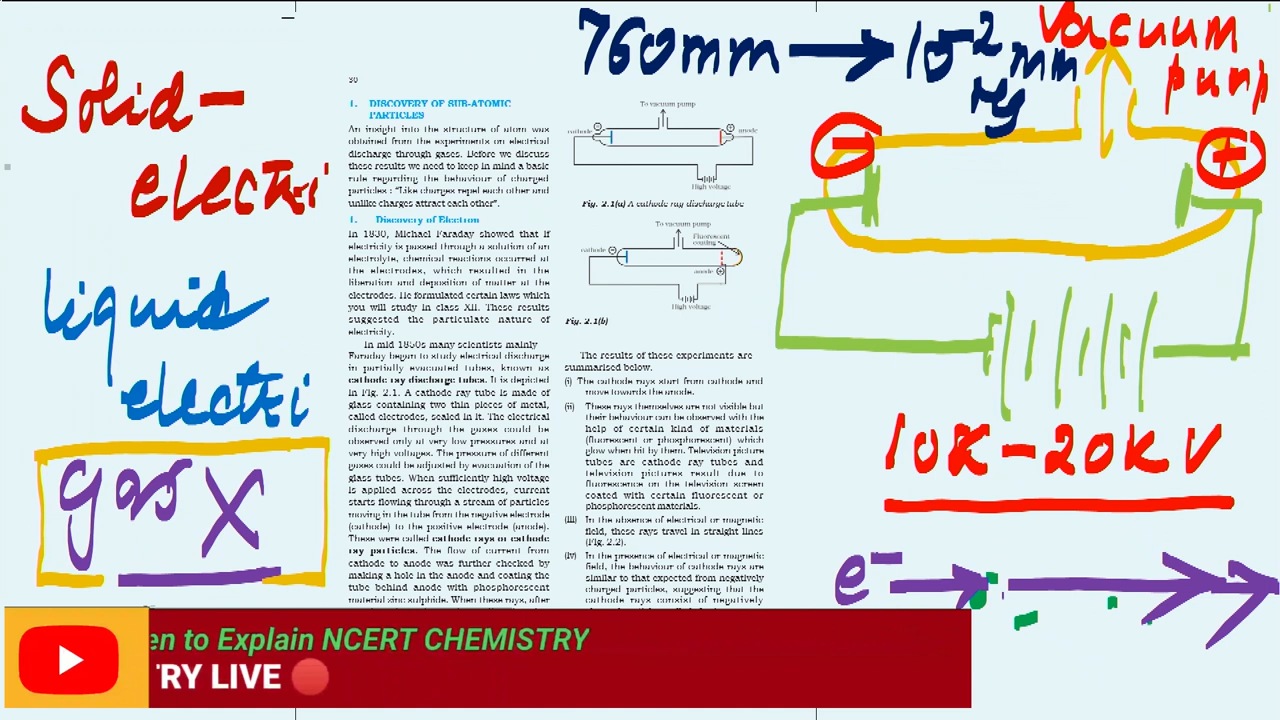 Solid-
electri
Liquid
electri
gas X
30
1. DISCOVERY OF SUB-ATOMIC
PARTICLES
An insight into the structure of atom was
obtained from the experiments on electrical
discharge through gases. Before we discuss
these results we need to keep in mind a basic
rule regarding the behaviour of charged
particles : "Like charges repel each other and
unlike charges attract each other".
1. Discovery of Electron
In 1830, Michael Faraday showed that if
electricity is passed through a solution of an
electrolyte, chemical reactions occurred at
the electrodes, which resulted in the
liberation and deposition of matter at the
electrodes. He formulated certain laws which
you will study in class XII. These results
suggested the particulate nature of
electricity.
In mid 1850s many scientists mainly
Faraday began to study electrical discharge
in partially evacuated tubes, known as
cathode ray discharge tubes. It is depicted
in Fig. 2.1. A cathode ray tube is made of
glass containing two thin pieces of metal,
called electrodes, sealed in it. The electrical
discharge through the gases could be
observed only at very low pressures and at
very high voltages. The pressure of different
gases could be adjusted by evacuation of the
glass tubes. When sufficiently high voltage
is applied across the electrodes, current
starts flowing through a stream of particles
moving in the tube from the negative electrode
(cathode) to the positive electrode (anode).
These were called cathode rays or cathode
ray particles. The flow of current from
cathode to anode was further checked by
making a hole in the anode and coating the
tube behind anode with phosphorescent
material zinc sulphide. When these rays, after
To vacuum pump
cathode − + anode
High voltage
Fig. 2.1(a) A cathode ray discharge tube
To vacuum pump
Fluorescent
coating
cathode −
anode +
High voltage
Fig. 2.1(b)
The results of these experiments are
summarised below.
(i) The cathode rays start from cathode and
move towards the anode.
(ii) These rays themselves are not visible but
their behaviour can be observed with the
help of certain kind of materials
(fluorescent or phosphorescent) which
glow when hit by them. Television picture
tubes are cathode ray tubes and
television pictures result due to
fluorescence on the television screen
coated with certain fluorescent or
phosphorescent materials.
(iii) In the absence of electrical or magnetic
field, these rays travel in straight lines
(Fig. 2.2).
(iv) In the presence of electrical or magnetic
field, the behaviour of cathode rays are
similar to that expected from negatively
charged particles, suggesting that the
cathode rays consist of negatively
760mm → 10⁻² mm
Hg
Vacuum
pump
− +
10K-20KV
e⁻
en to Explain NCERT CHEMISTRY
TRY LIVE